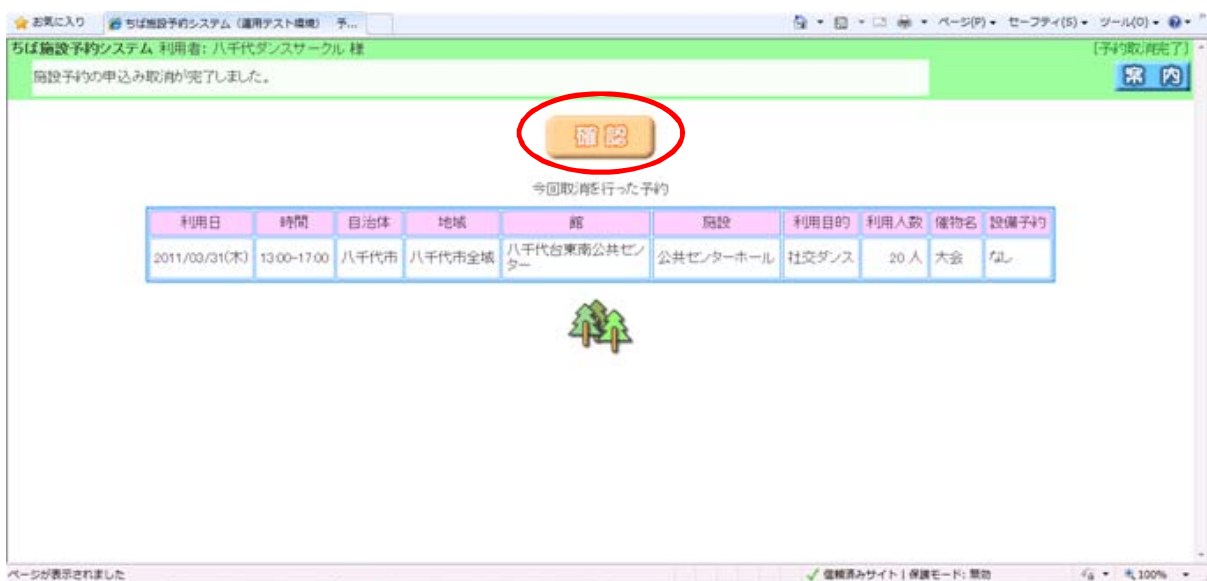 お気に入り ちば施設予約システム（運用テスト環境） 予... ページ(P) セーフティ(S) ツール(O)
ちば施設予約システム 利用者: 八千代ダンスサークル 様 [予約取消完了]
施設予約の申込み取消が完了しました。 案 内
確 認
今回取消を行った予約
利用日 時間 自治体 地域 館 施設 利用目的 利用人数 催物名 設備予約
2011/03/31(木) 13:00-17:00 八千代市 八千代市全域 八千代台東南公共セン 公共センターホール 社交ダンス 20 人 大会 なし
ター
ページが表示されました 信頼済みサイト | 保護モード: 無効 100%